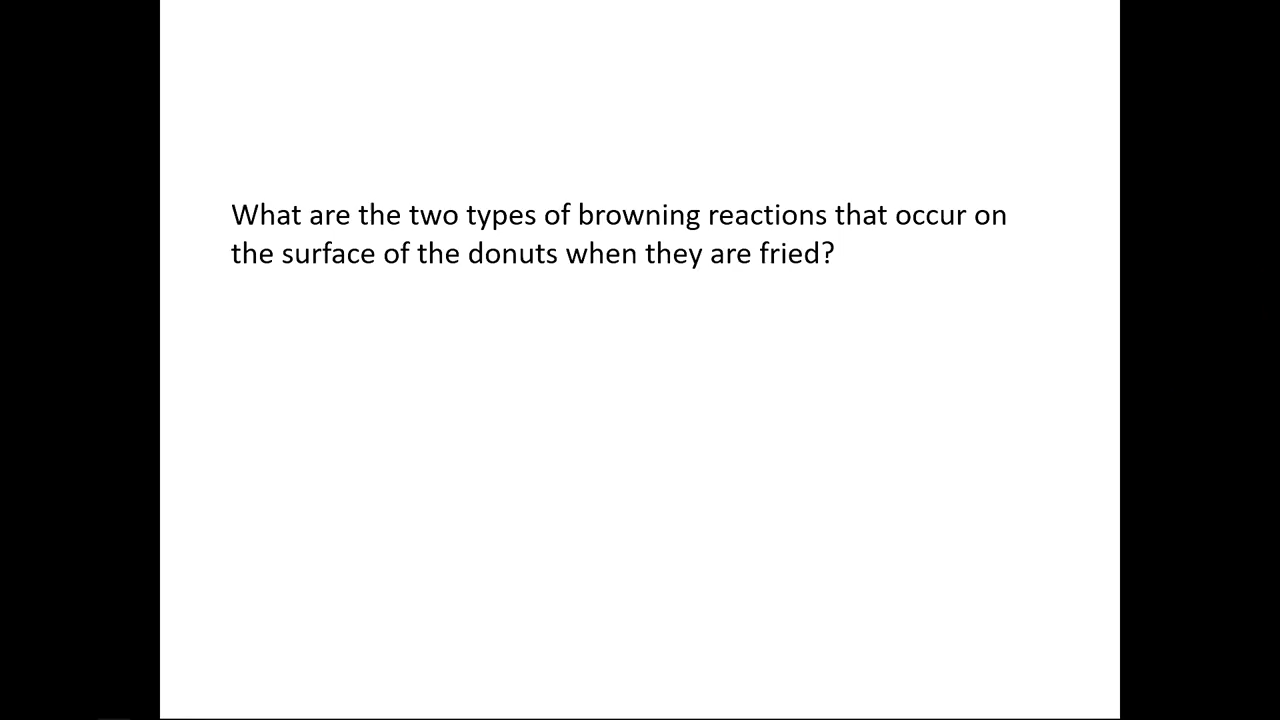 What are the two types of browning reactions that occur on
the surface of the donuts when they are fried?